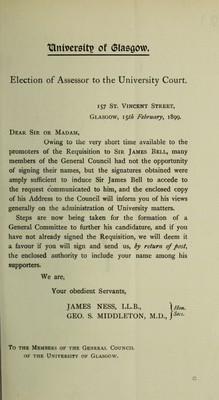 University of Glasgow.
Election of Assessor to the University Court.
157 ST. VINCENT STREET,
GLASGOW, 15th February, 1899.
DEAR SIR OR MADAM,
Owing to the very short time available to the
promoters of the Requisition to SIR JAMES BELL, many
members of the General Council had not the opportunity
of signing their names, but the signatures obtained were
amply sufficient to induce Sir James Bell to accede to
the request communicated to him, and the enclosed copy
of his Address to the Council will inform you of his views
generally on the administration of University matters.
Steps are now being taken for the formation of a
General Committee to further his candidature, and if you
have not already signed the Requisition, we will deem it
a favour if you will sign and send us, by return of post,
the enclosed authority to include your name among his
supporters.
We are,
Your obedient Servants,
JAMES NESS, LL.B., } Hon.
GEO. S. MIDDLETON, M.D., } Secs.
TO THE MEMBERS OF THE GENERAL COUNCIL
OF THE UNIVERSITY OF GLASGOW.